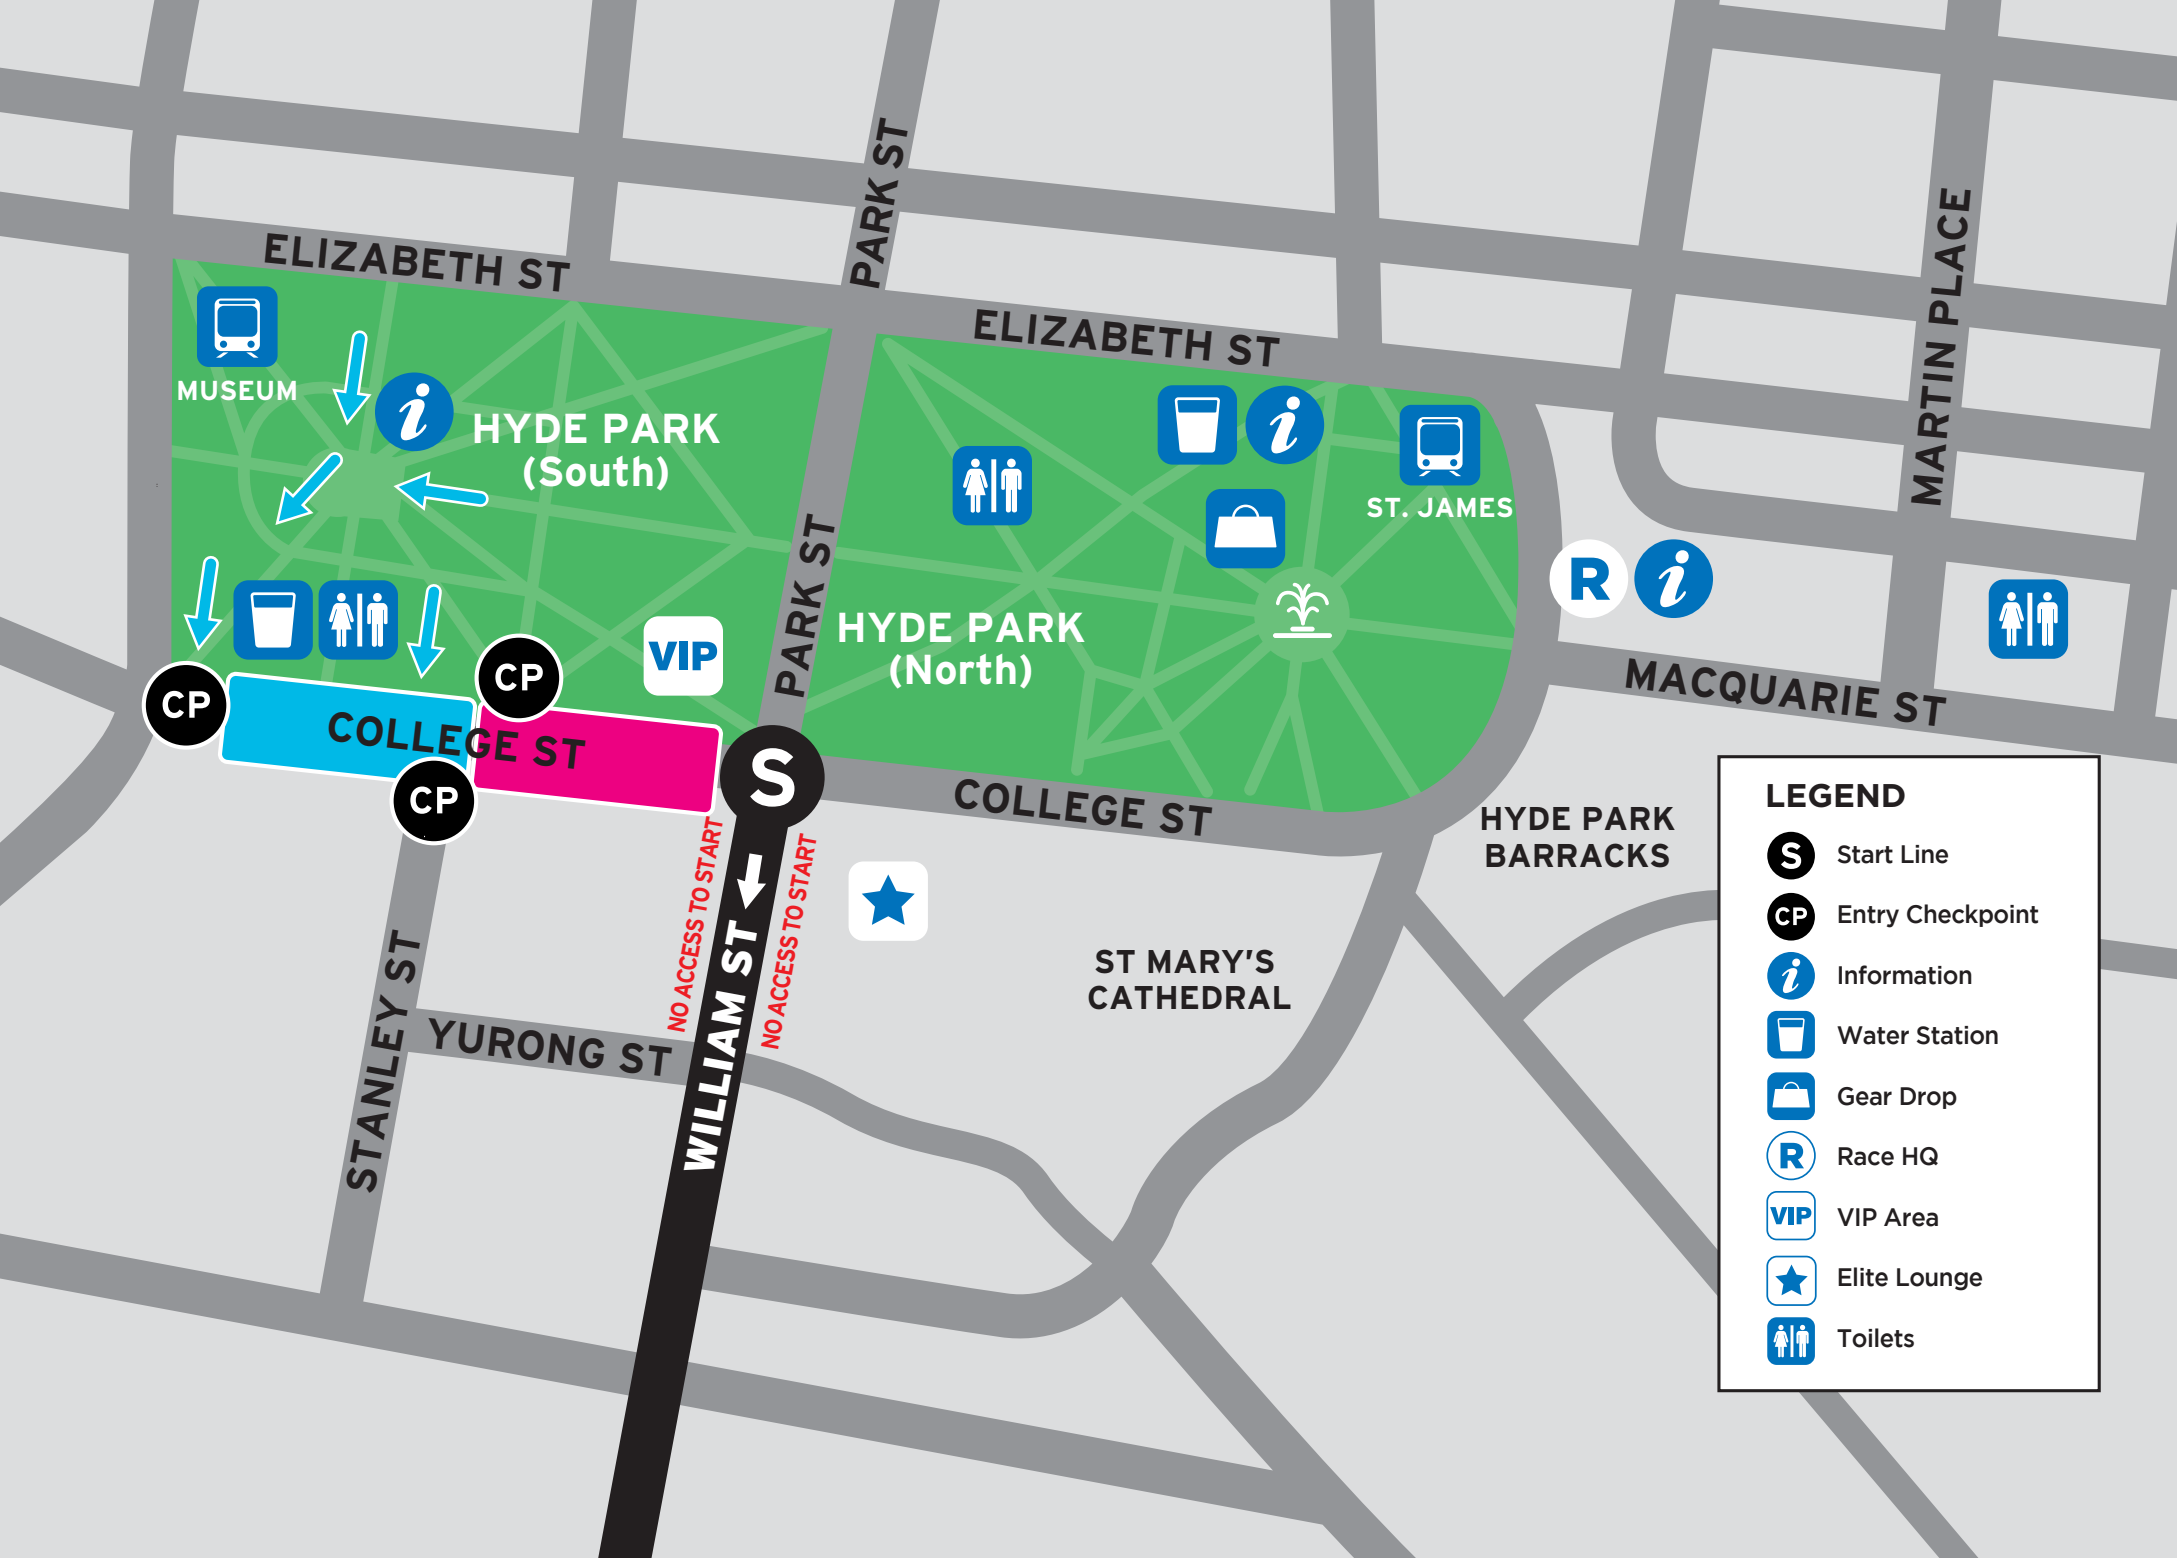 PARK ST
ELIZABETH ST
ELIZABETH ST
MARTIN PLACE
MUSEUM
i
HYDE PARK
(South)
i
ST. JAMES
PARK ST
R
i
VIP
HYDE PARK
(North)
CP
CP
COLLEGE ST
S
CP
COLLEGE ST
MACQUARIE ST
HYDE PARK
BARRACKS
NO ACCESS TO START
NO ACCESS TO START
WILLIAM ST
ST MARY'S
CATHEDRAL
STANLEY ST
YURONG ST
LEGEND
S Start Line
CP Entry Checkpoint
i Information
Water Station
Gear Drop
R Race HQ
VIP VIP Area
Elite Lounge
Toilets